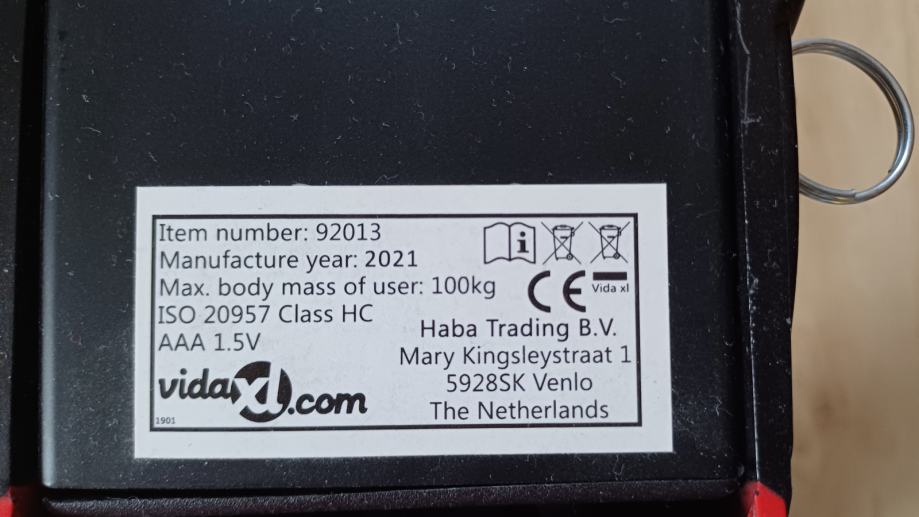 Item number: 92013
Manufacture year: 2021
Max. body mass of user: 100kg
ISO 20957 Class HC
AAA 1.5V
vidaXL.com
1901
i
CE
Vida xl
Haba Trading B.V.
Mary Kingsleystraat 1
5928SK Venlo
The Netherlands